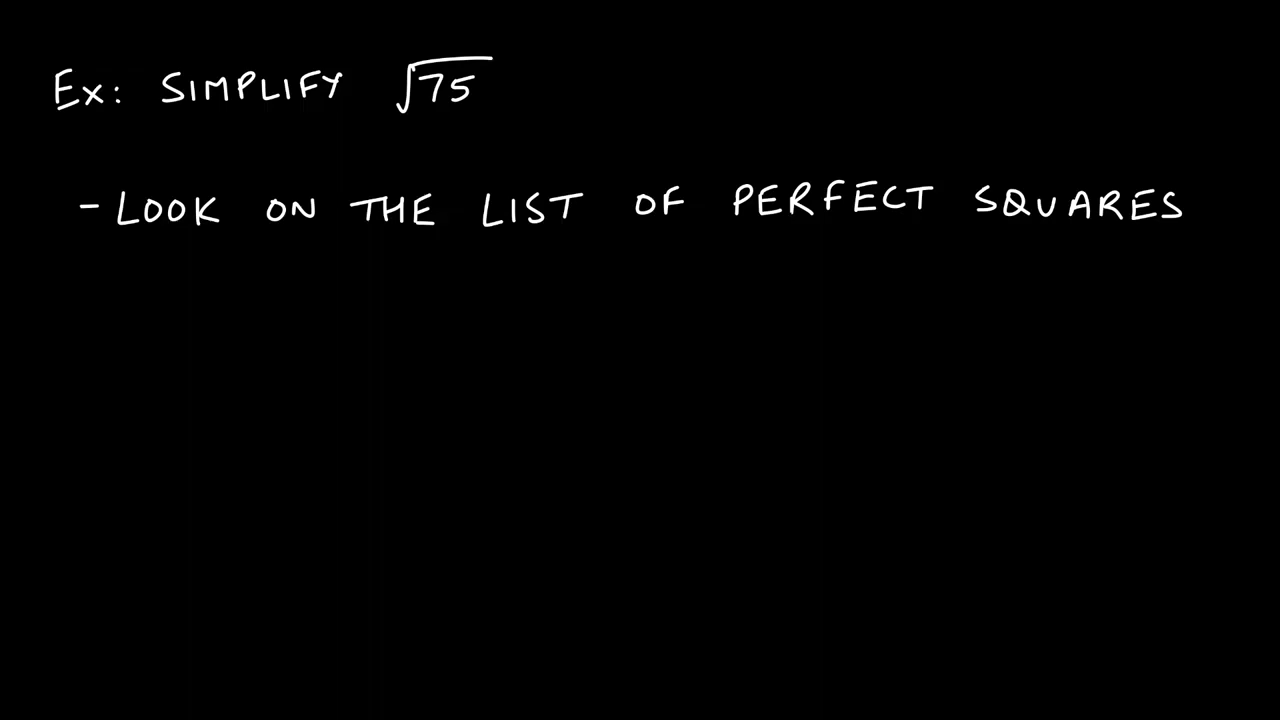 Ex: SIMPLIFY √75
- LOOK ON THE LIST OF PERFECT SQUARES